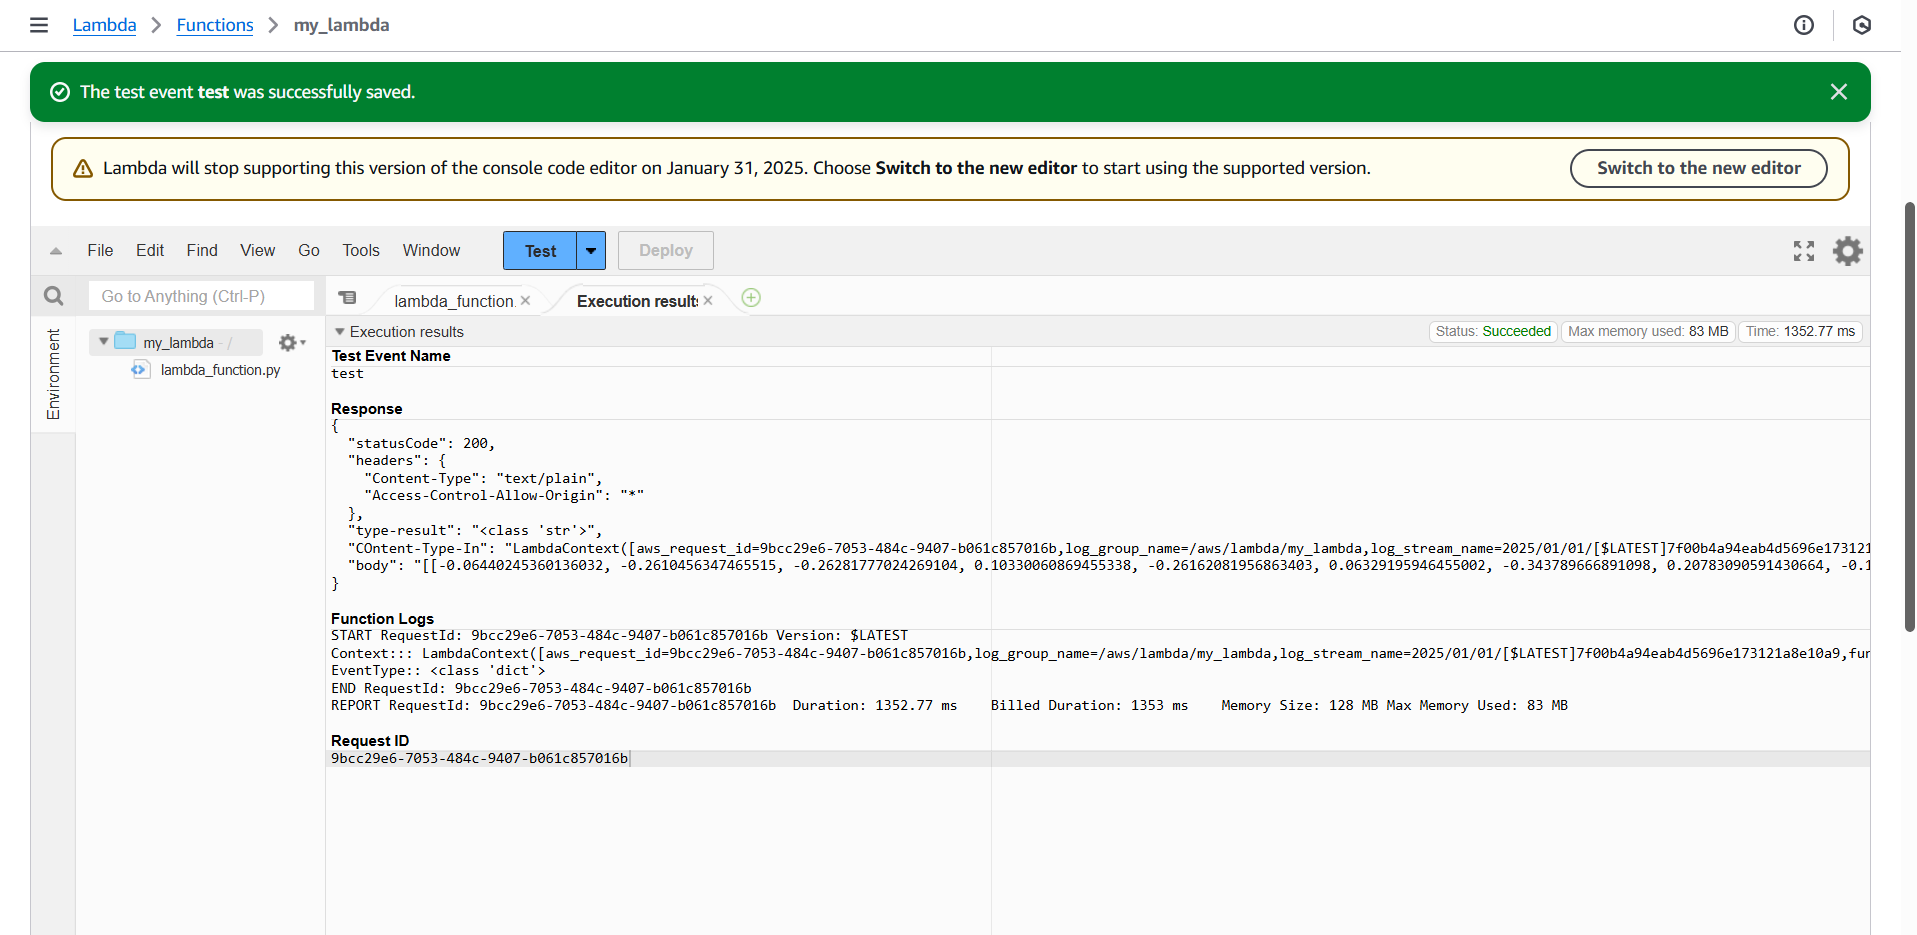 Lambda > Functions > my_lambda
The test event test was successfully saved.
Lambda will stop supporting this version of the console code editor on January 31, 2025. Choose Switch to the new editor to start using the supported version.
Switch to the new editor
File Edit Find View Go Tools Window Test Deploy
Go to Anything (Ctrl-P)
lambda_function. Execution result
Environment
my_lambda - /
lambda_function.py
Execution results
Status: Succeeded Max memory used: 83 MB Time: 1352.77 ms
Test Event Name
test
Response
{
"statusCode": 200,
"headers": {
"Content-Type": "text/plain",
"Access-Control-Allow-Origin": "*"
},
"type-result": "<class 'str'>",
"COntent-Type-In": "LambdaContext([aws_request_id=9bcc29e6-7053-484c-9407-b061c857016b,log_group_name=/aws/lambda/my_lambda,log_stream_name=2025/01/01/[$LATEST]7f00b4a94eab4d5696e173121
"body": "[[-0.06440245360136032, -0.2610456347465515, -0.26281777024269104, 0.10330060869455338, -0.26162081956863403, 0.06329195946455002, -0.343789666891098, 0.20783090591430664, -0.1
}
Function Logs
START RequestId: 9bcc29e6-7053-484c-9407-b061c857016b Version: $LATEST
Context::: LambdaContext([aws_request_id=9bcc29e6-7053-484c-9407-b061c857016b,log_group_name=/aws/lambda/my_lambda,log_stream_name=2025/01/01/[$LATEST]7f00b4a94eab4d5696e173121a8e10a9,fun
EventType:: <class 'dict'>
END RequestId: 9bcc29e6-7053-484c-9407-b061c857016b
REPORT RequestId: 9bcc29e6-7053-484c-9407-b061c857016b Duration: 1352.77 ms Billed Duration: 1353 ms Memory Size: 128 MB Max Memory Used: 83 MB
Request ID
9bcc29e6-7053-484c-9407-b061c857016b